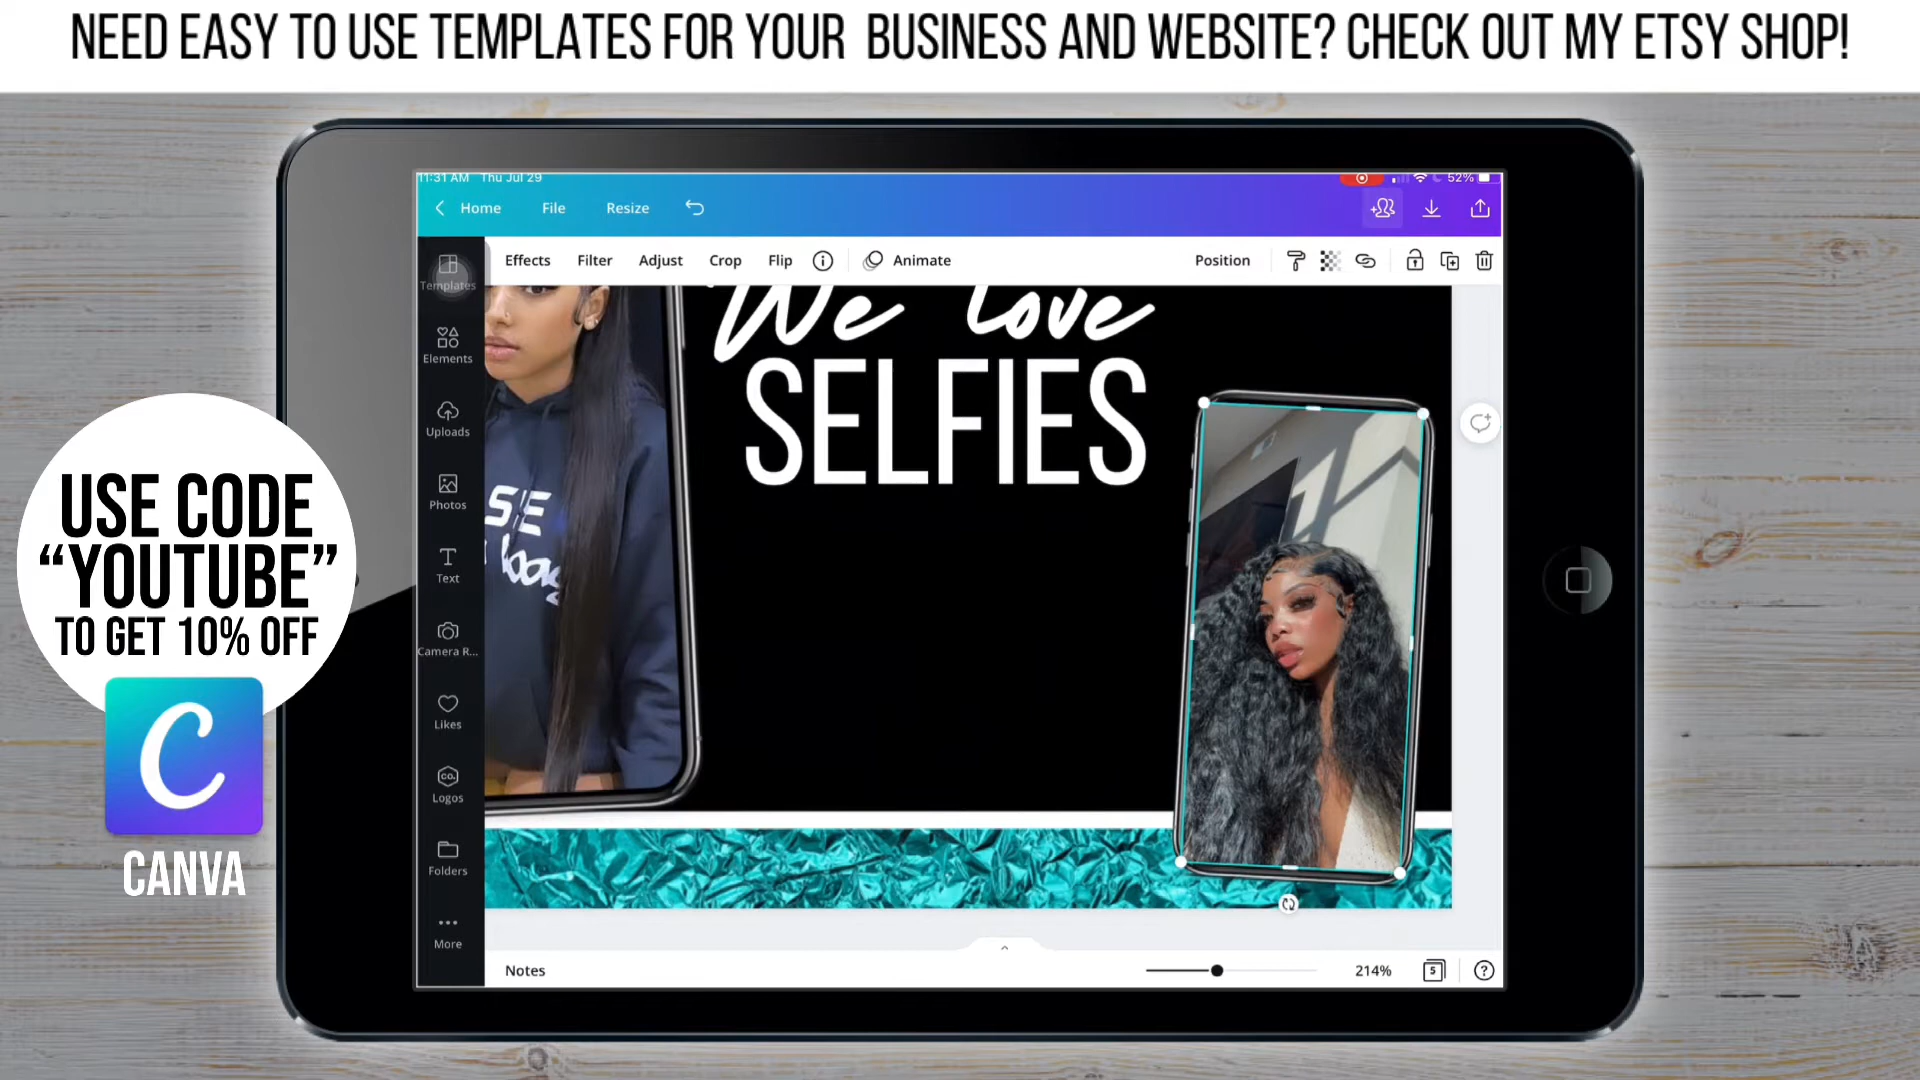 NEED EASY TO USE TEMPLATES FOR YOUR BUSINESS AND WEBSITE? CHECK OUT MY ETSY SHOP!
11:31 AM Thu Jul 29
52%
Home File Resize
Effects Filter Adjust Crop Flip Animate Position
Templates
Elements
Uploads
Photos
Text
Camera R...
Likes
CO.
Logos
Folders
More
We love
SELFIES
Notes
214%
5
?
USE CODE
“YOUTUBE”
TO GET 10% OFF
C
CANVA